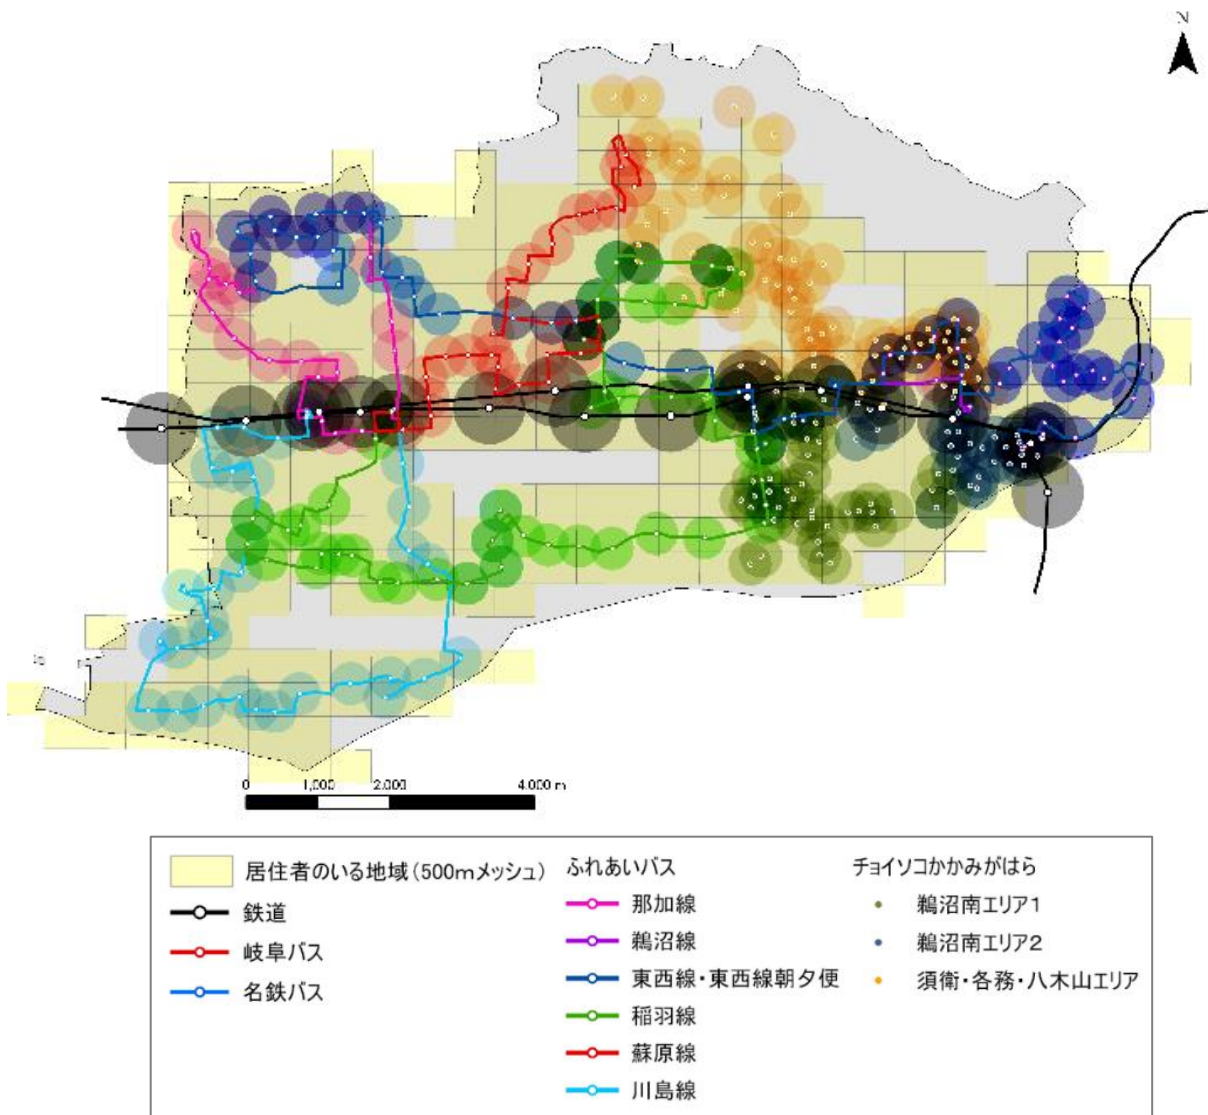 N
0 1,000 2,000 4,000 m
居住者のいる地域(500mメッシュ)
鉄道
岐阜バス
名鉄バス
ふれあいバス
那加線
鵜沼線
東西線・東西線朝夕便
稲羽線
蘇原線
川島線
チョイソコかかみがはら
鵜沼南エリア1
鵜沼南エリア2
須衛・各務・八木山エリア